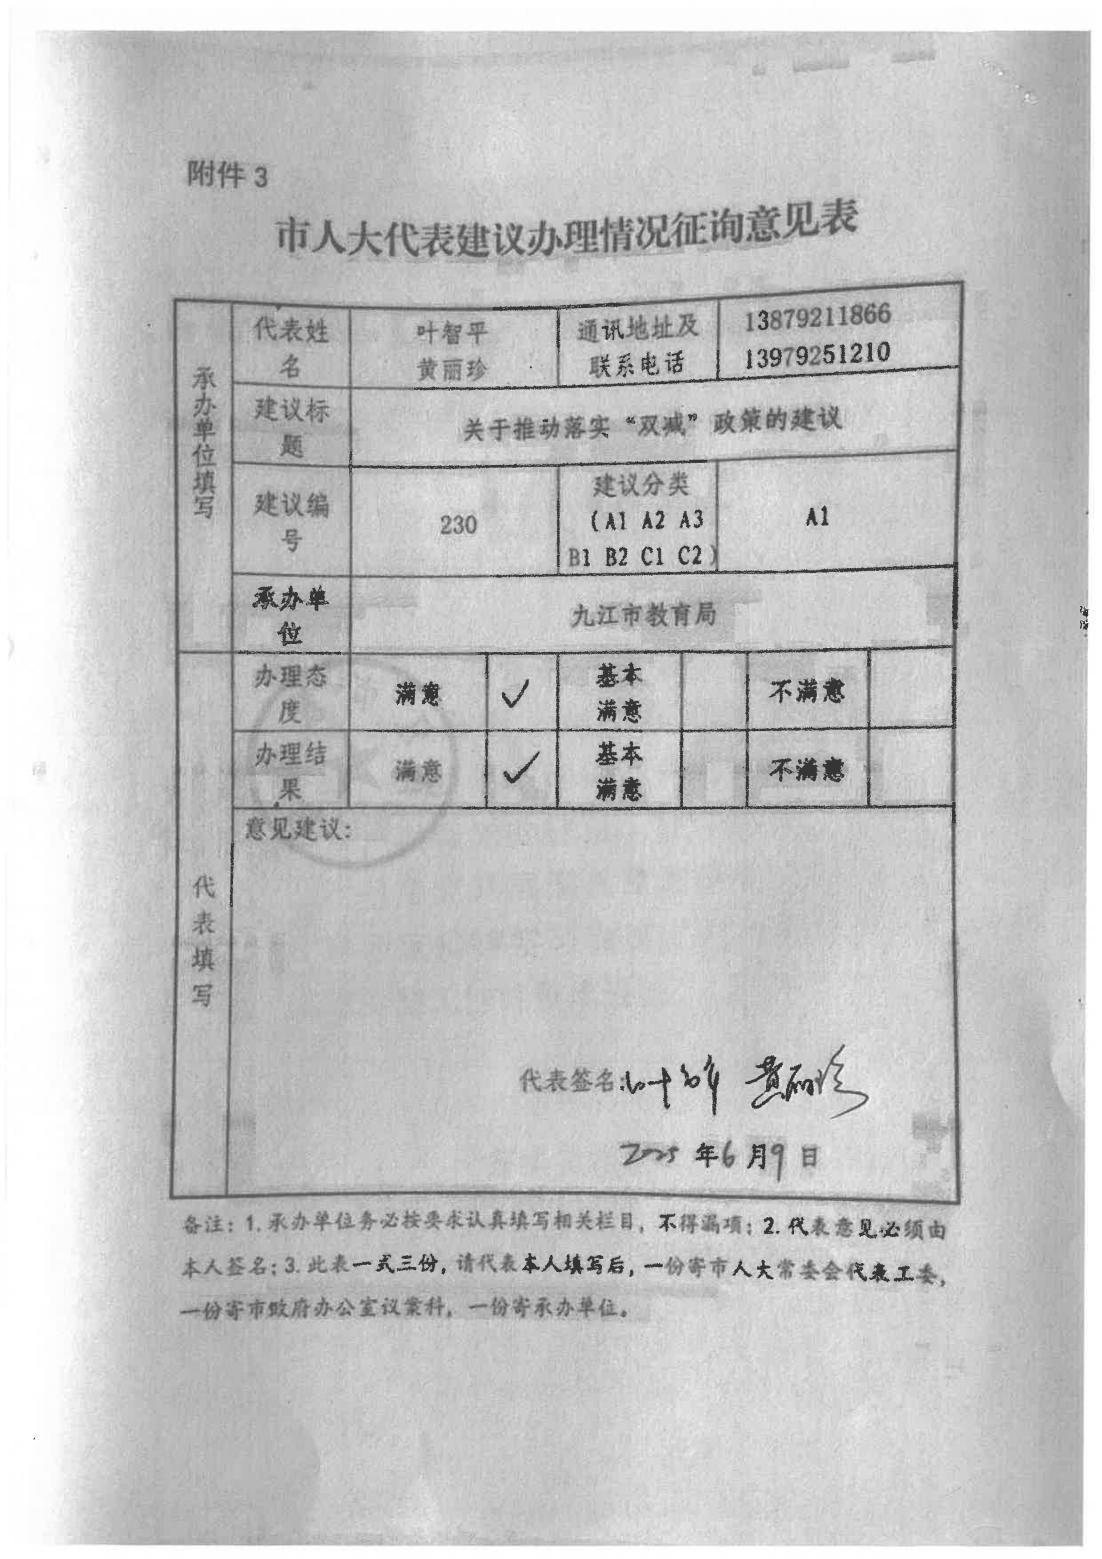 附件 3
市人大代表建议办理情况征询意见表
承办单位填写
代表姓名
叶智平
黄丽珍
通讯地址及
联系电话
13879211866
13979251210
建议标题
关于推动落实“双减”政策的建议
建议编号
230
建议分类
(A1 A2 A3
B1 B2 C1 C2)
A1
承办单位
九江市教育局
代表填写
办理态度
满意
✓
基本
满意
不满意
办理结果
满意
✓
基本
满意
不满意
意见建议:
代表签名: 叶智平 黄丽珍
2025 年 6 月 9 日
备注: 1. 承办单位务必按要求认真填写相关栏目, 不得漏项; 2. 代表意见必须由
本人签名; 3. 此表一式三份, 请代表本人填写后, 一份寄市人大常委会代表工委,
一份寄市政府办公室议案科, 一份寄承办单位。